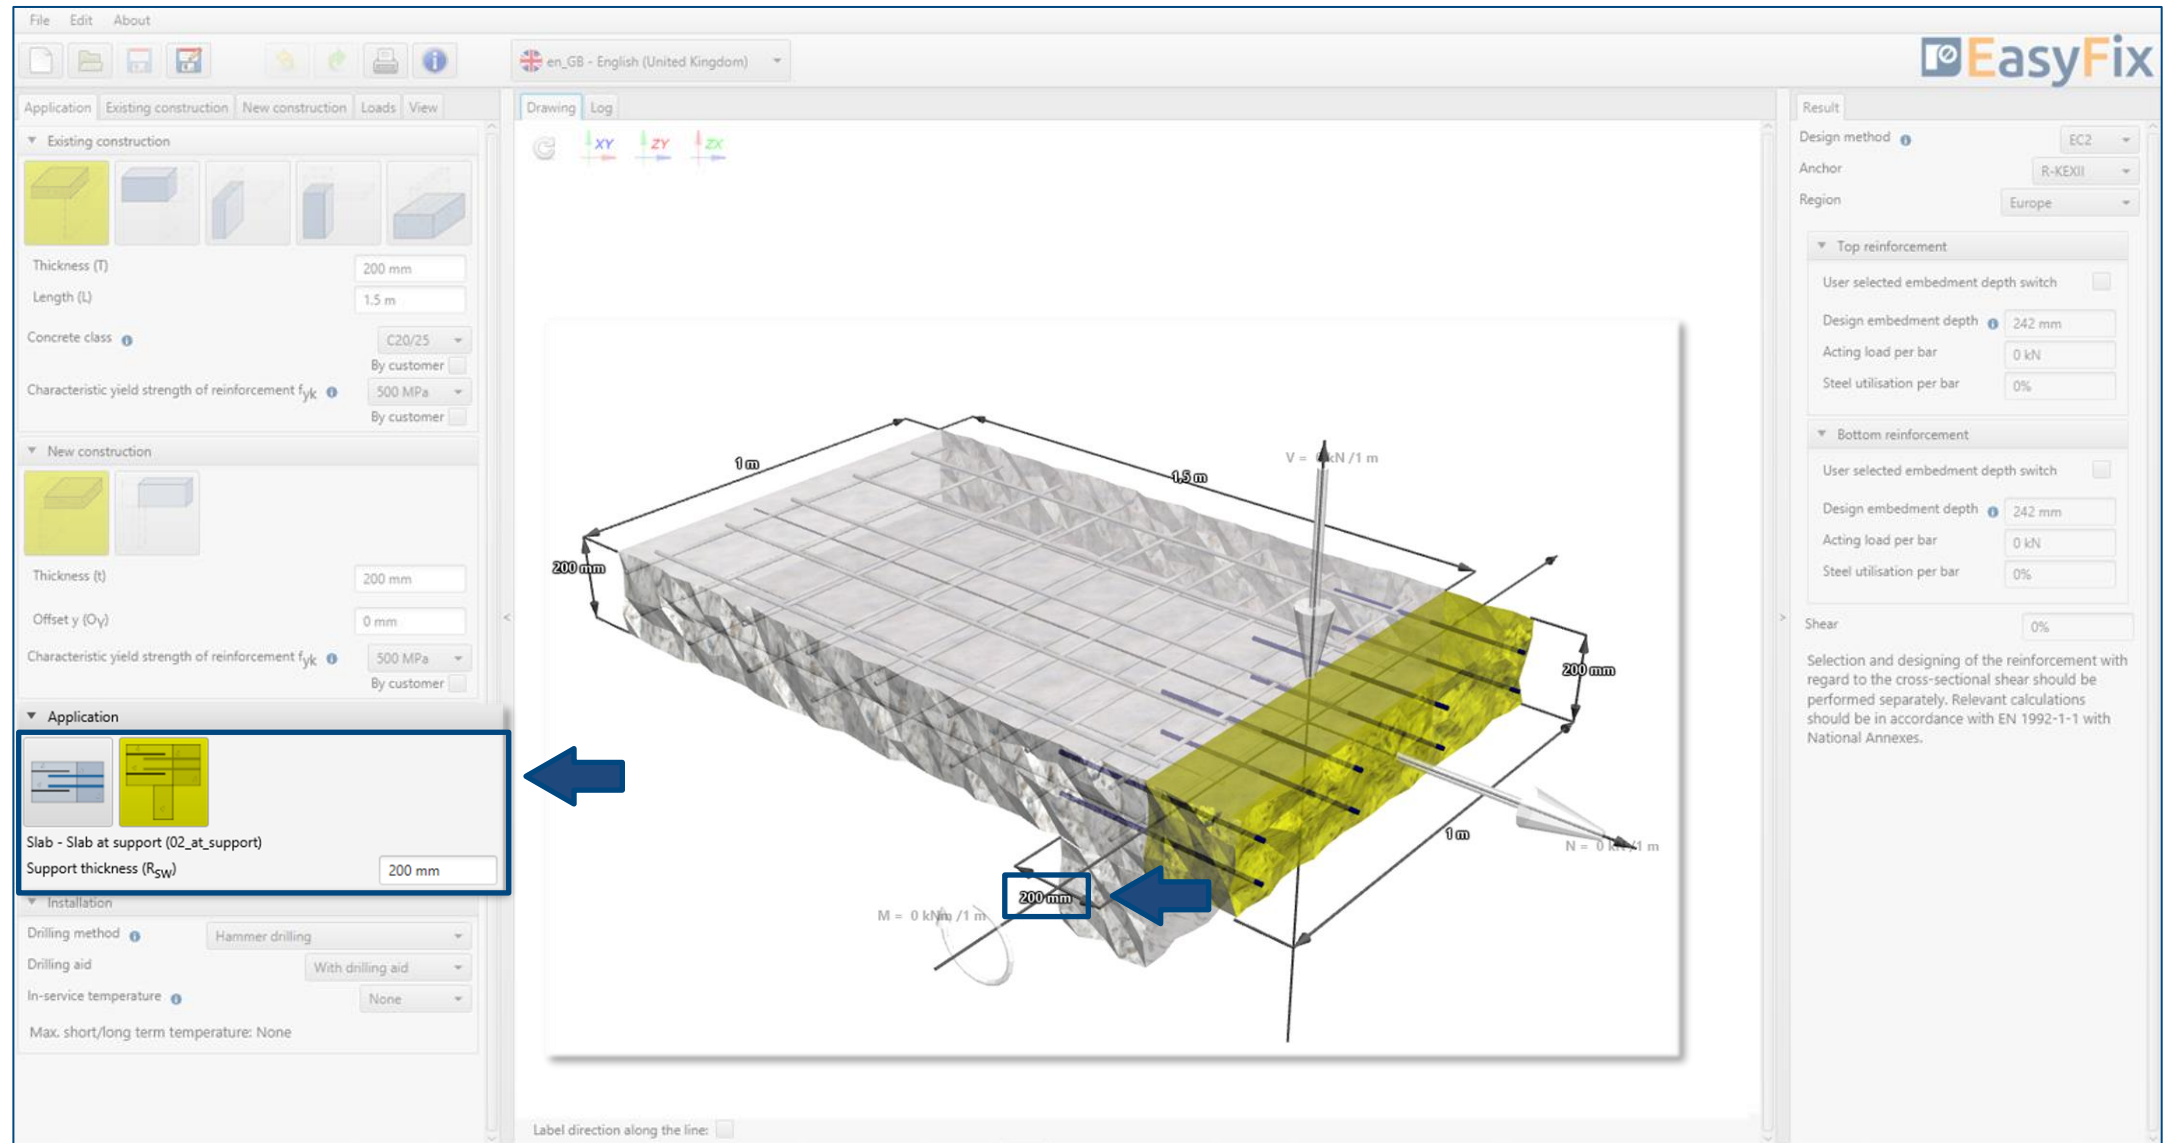 File Edit About
en_GB - English (United Kingdom)
EasyFix
Application Existing construction New construction Loads View
Existing construction
Thickness (T) 200 mm
Length (L) 1.5 m
Concrete class C20/25
By customer
Characteristic yield strength of reinforcement fyk 500 MPa
By customer
New construction
Thickness (t) 200 mm
Offset y (Oy) 0 mm
Characteristic yield strength of reinforcement fyk 500 MPa
By customer
Application
Slab - Slab at support (02_at_support)
Support thickness (RSW) 200 mm
Installation
Drilling method Hammer drilling
Drilling aid With drilling aid
In-service temperature None
Max. short/long term temperature: None
Drawing Log
XY ZY ZX
1 m
1,5 m
V = 0 kN /1 m
200 mm
200 mm
1 m
N = 0 kN /1 m
200 mm
M = 0 kNm /1 m
Label direction along the line:
Result
Design method EC2
Anchor R-KEXII
Region Europe
Top reinforcement
User selected embedment depth switch
Design embedment depth 242 mm
Acting load per bar 0 kN
Steel utilisation per bar 0%
Bottom reinforcement
User selected embedment depth switch
Design embedment depth 242 mm
Acting load per bar 0 kN
Steel utilisation per bar 0%
Shear 0%
Selection and designing of the reinforcement with
regard to the cross-sectional shear should be
performed separately. Relevant calculations
should be in accordance with EN 1992-1-1 with
National Annexes.